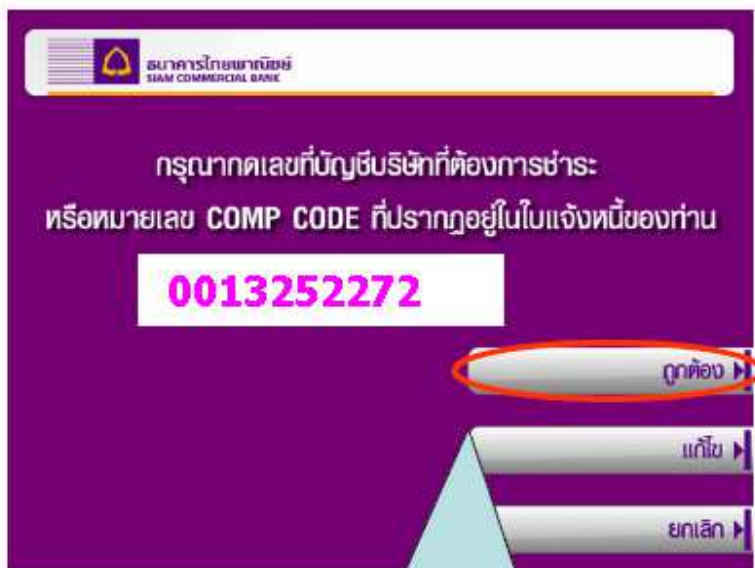 ธนาคารไทยพาณิชย์
SIAM COMMERCIAL BANK
กรุณากดเลขที่บัญชีบริษัทที่ต้องการชำระ
หรือหมายเลข COMP CODE ที่ปรากฏอยู่ในใบแจ้งหนี้ของท่าน
0013252272
ถูกต้อง
แก้ไข
ยกเลิก